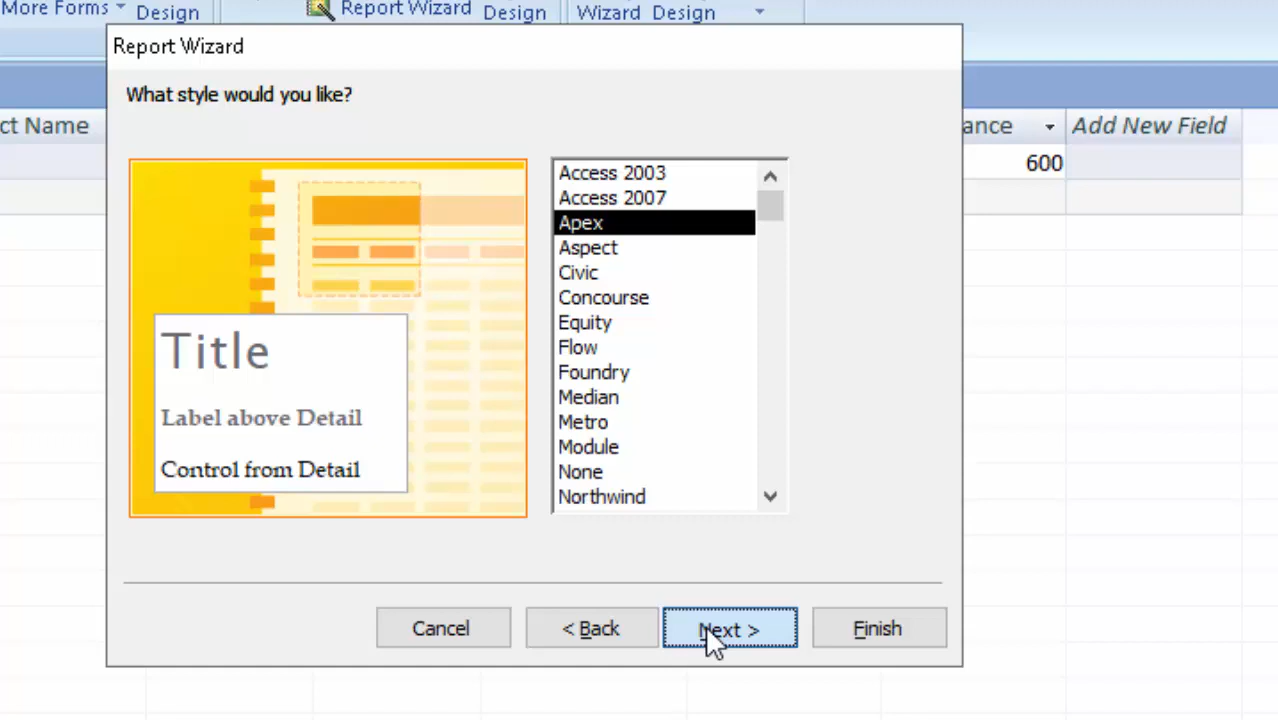 More Forms
Design
Report Wizard
Design
Wizard
Design
Report Wizard
What style would you like?
ct Name
ance
Add New Field
600
Title
Label above Detail
Control from Detail
Access 2003
Access 2007
Apex
Aspect
Civic
Concourse
Equity
Flow
Foundry
Median
Metro
Module
None
Northwind
Cancel
< Back
Next >
Finish